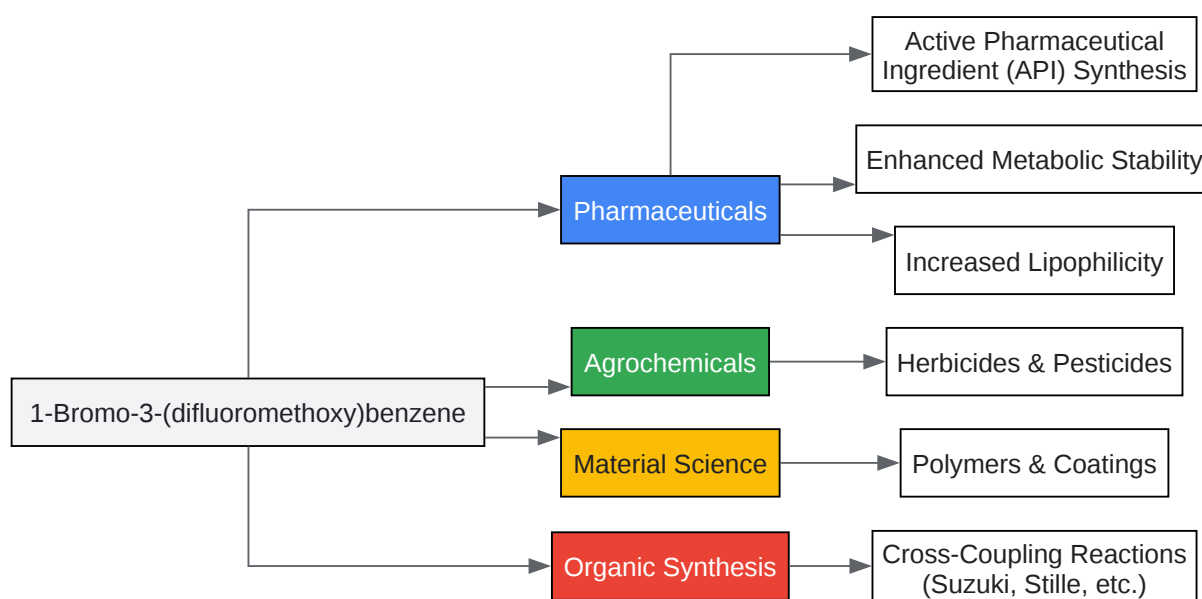 Active Pharmaceutical
Ingredient (API) Synthesis
Enhanced Metabolic Stability
Pharmaceuticals
Increased Lipophilicity
Agrochemicals
Herbicides & Pesticides
1-Bromo-3-(difluoromethoxy)benzene
Material Science
Polymers & Coatings
Organic Synthesis
Cross-Coupling Reactions
(Suzuki, Stille, etc.)